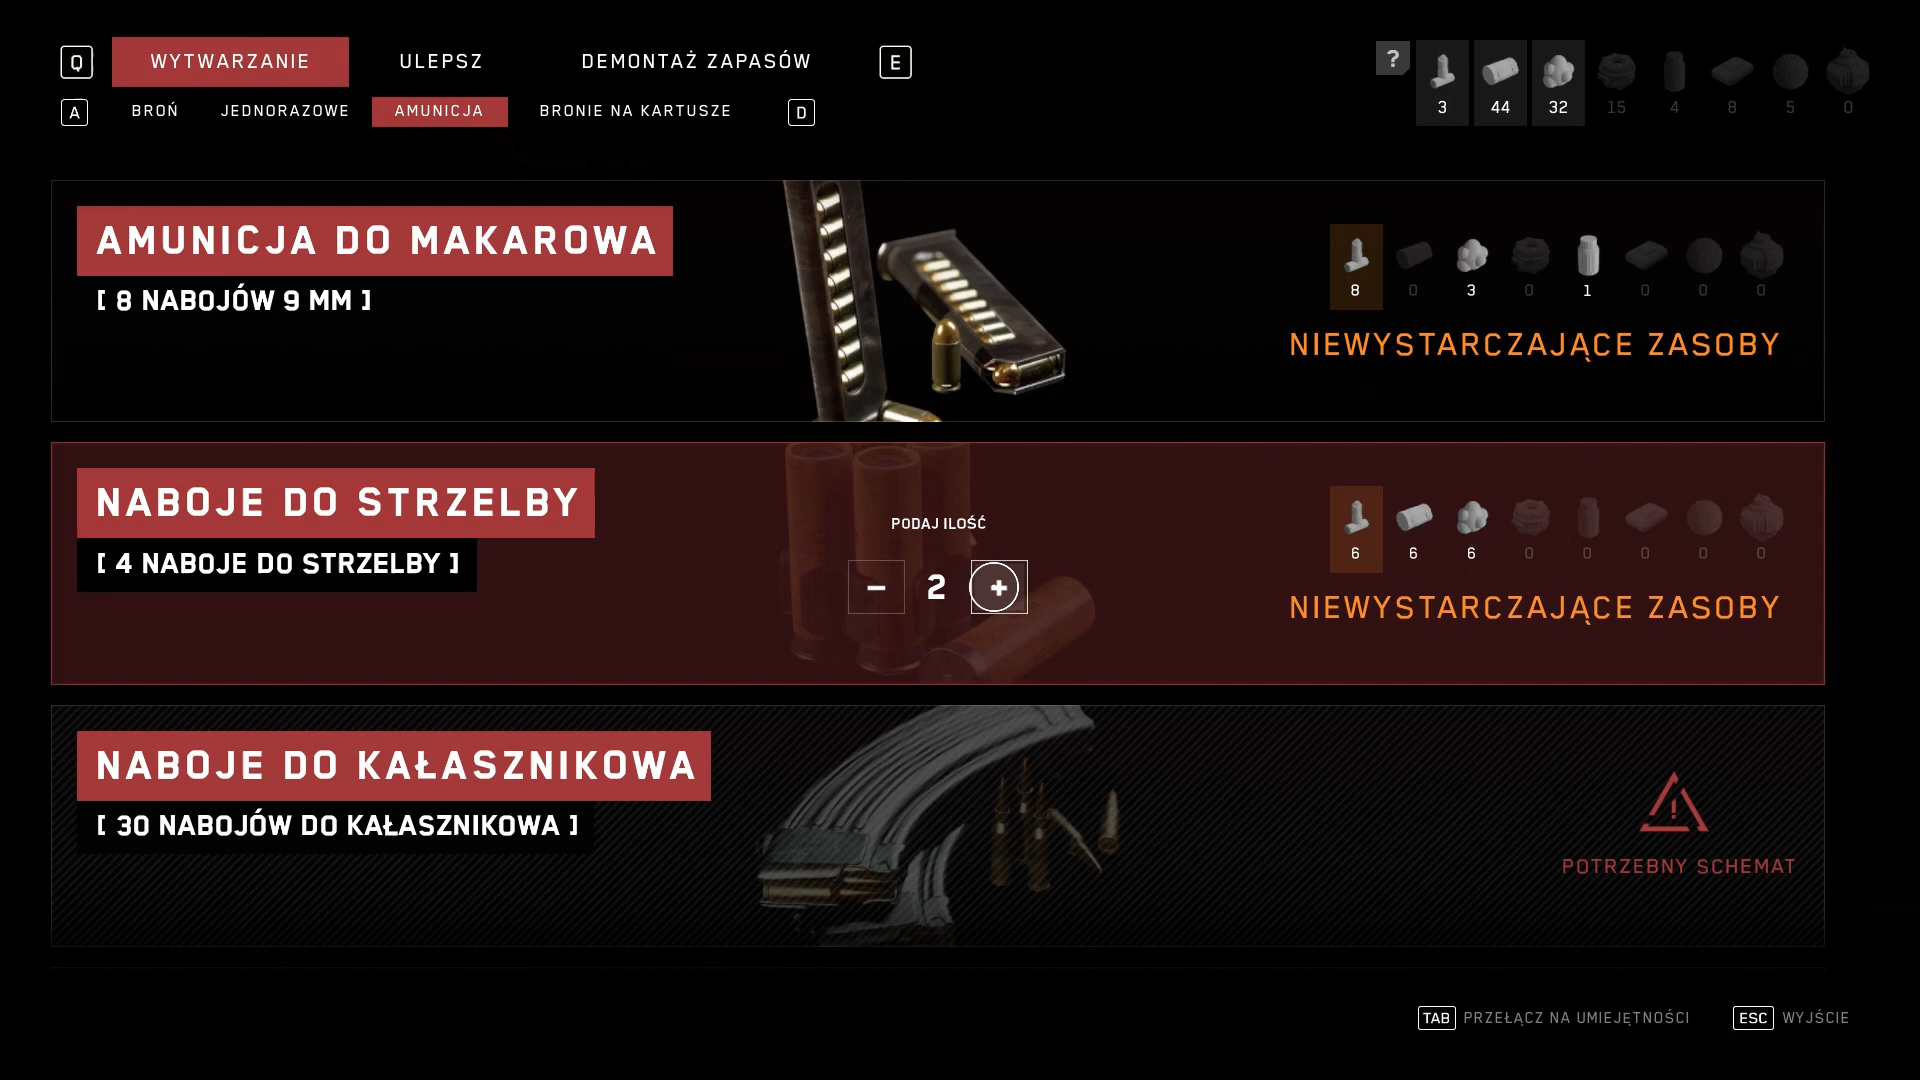 Q WYTWARZANIE ULEPSZ DEMONTAŻ ZAPASÓW E
?
A BROŃ JEDNORAZOWE AMUNICJA BRONIE NA KARTUSZE D
3 44 32 15 4 8 5 0
AMUNICJA DO MAKAROWA
[ 8 NABOJÓW 9 MM ]
8 0 3 0 1 0 0 0
NIEWYSTARCZAJĄCE ZASOBY
NABOJE DO STRZELBY
[ 4 NABOJE DO STRZELBY ]
PODAJ ILOŚĆ
− 2 +
6 6 6 0 0 0 0 0
NIEWYSTARCZAJĄCE ZASOBY
NABOJE DO KAŁASZNIKOWA
[ 30 NABOJÓW DO KAŁASZNIKOWA ]
!
POTRZEBNY SCHEMAT
TAB PRZEŁĄCZ NA UMIEJĘTNOŚCI ESC WYJŚCIE